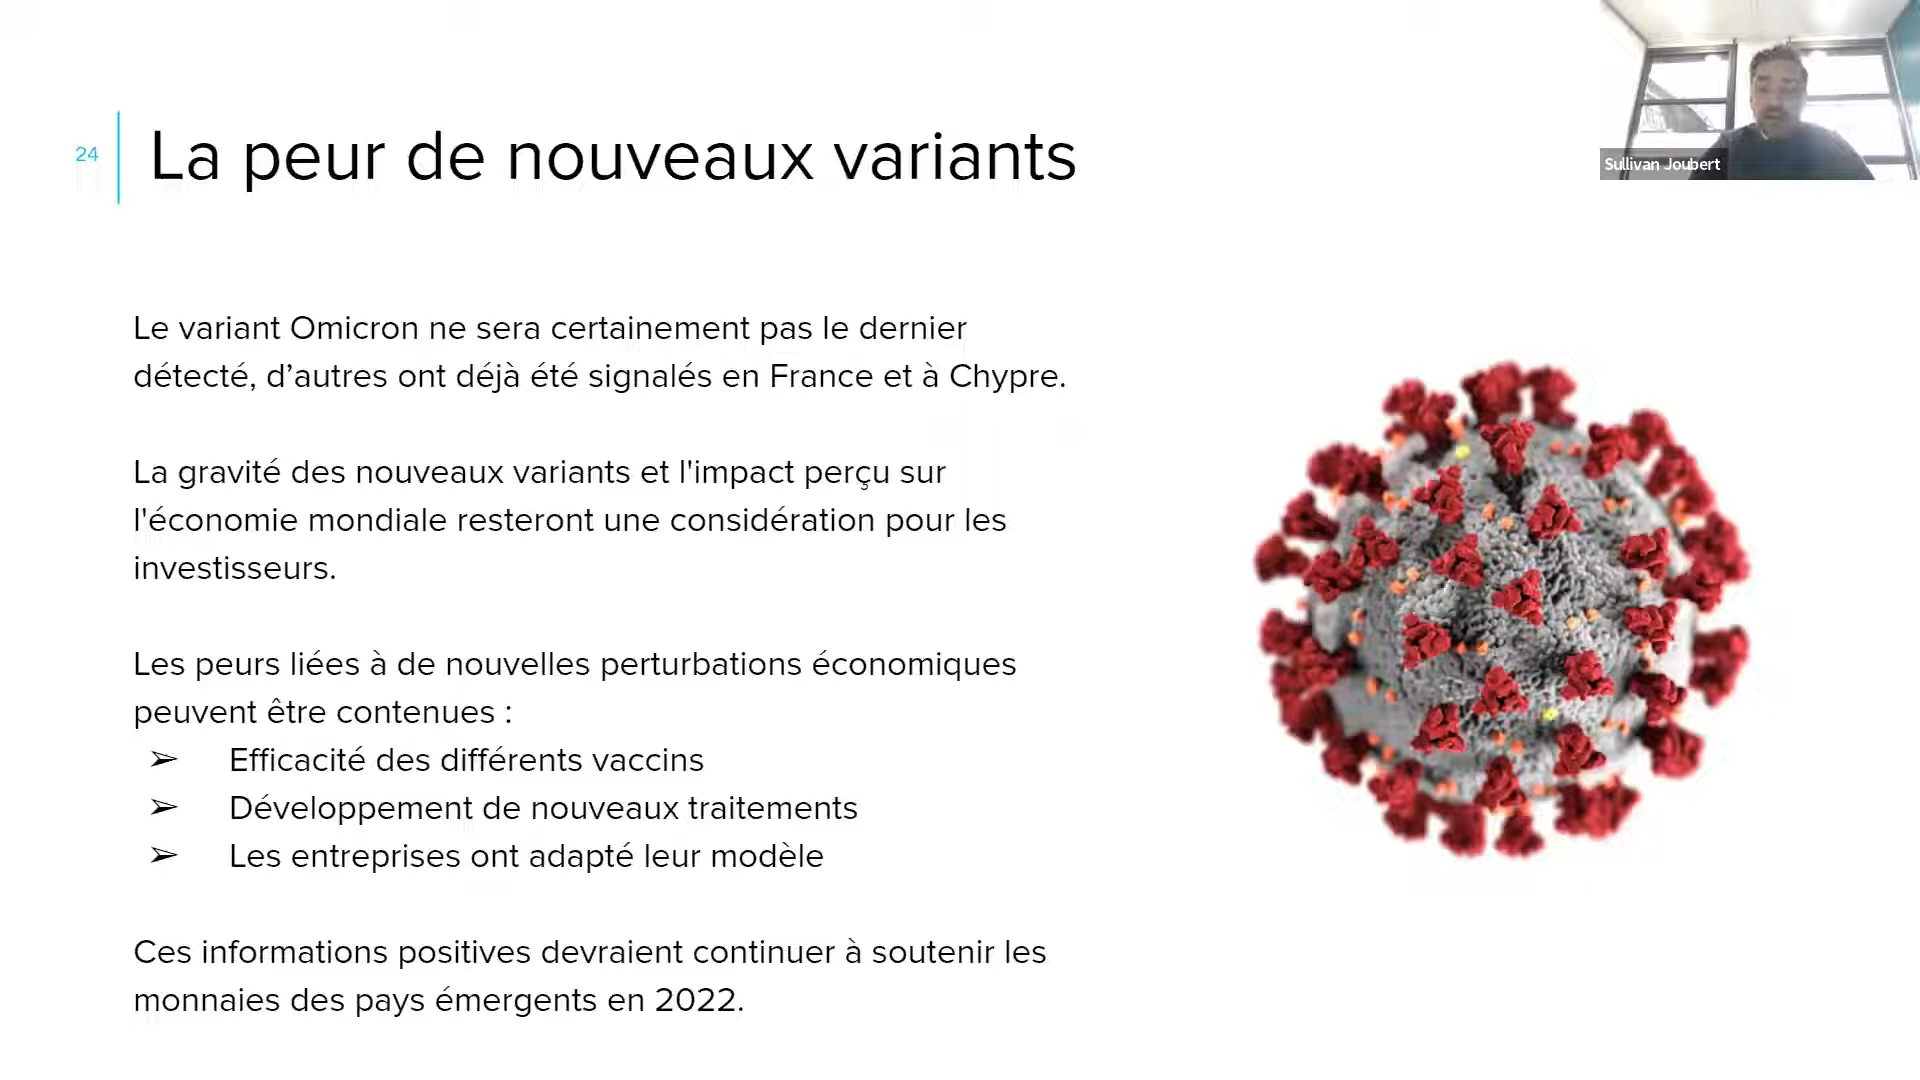 24
La peur de nouveaux variants
Sullivan Joubert
Le variant Omicron ne sera certainement pas le dernier
détecté, d’autres ont déjà été signalés en France et à Chypre.
La gravité des nouveaux variants et l'impact perçu sur
l'économie mondiale resteront une considération pour les
investisseurs.
Les peurs liées à de nouvelles perturbations économiques
peuvent être contenues :
➢ Efficacité des différents vaccins
➢ Développement de nouveaux traitements
➢ Les entreprises ont adapté leur modèle
Ces informations positives devraient continuer à soutenir les
monnaies des pays émergents en 2022.